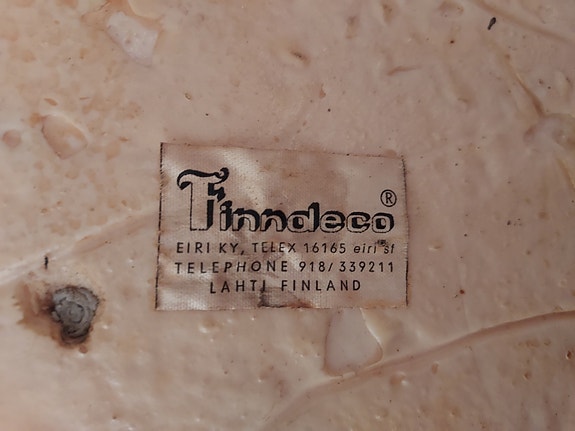 Finndeco®
EIRI KY, TELEX 16165 eiri sf
TELEPHONE 918/339211
LAHTI FINLAND